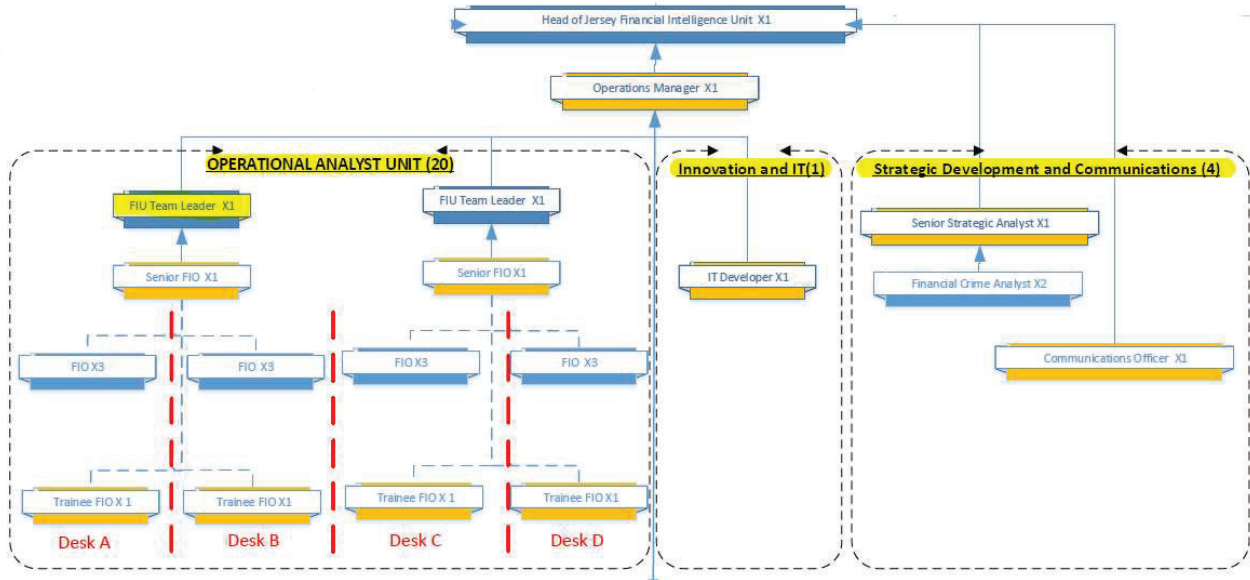 Head of Jersey Financial Intelligence Unit X1
Operations Manager X1
OPERATIONAL ANALYST UNIT (20)
Innovation and IT(1)
Strategic Development and Communications (4)
FIU Team Leader X1
FIU Team Leader X1
Senior Strategic Analyst X1
Senior FIO X1
Senior FIO X1
IT Developer X1
Financial Crime Analyst X2
FIO X3
FIO X3
FIO X3
FIO X3
Communications Officer X1
Trainee FIO X 1
Trainee FIO X1
Trainee FIO X 1
Trainee FIO X1
Desk A
Desk B
Desk C
Desk D